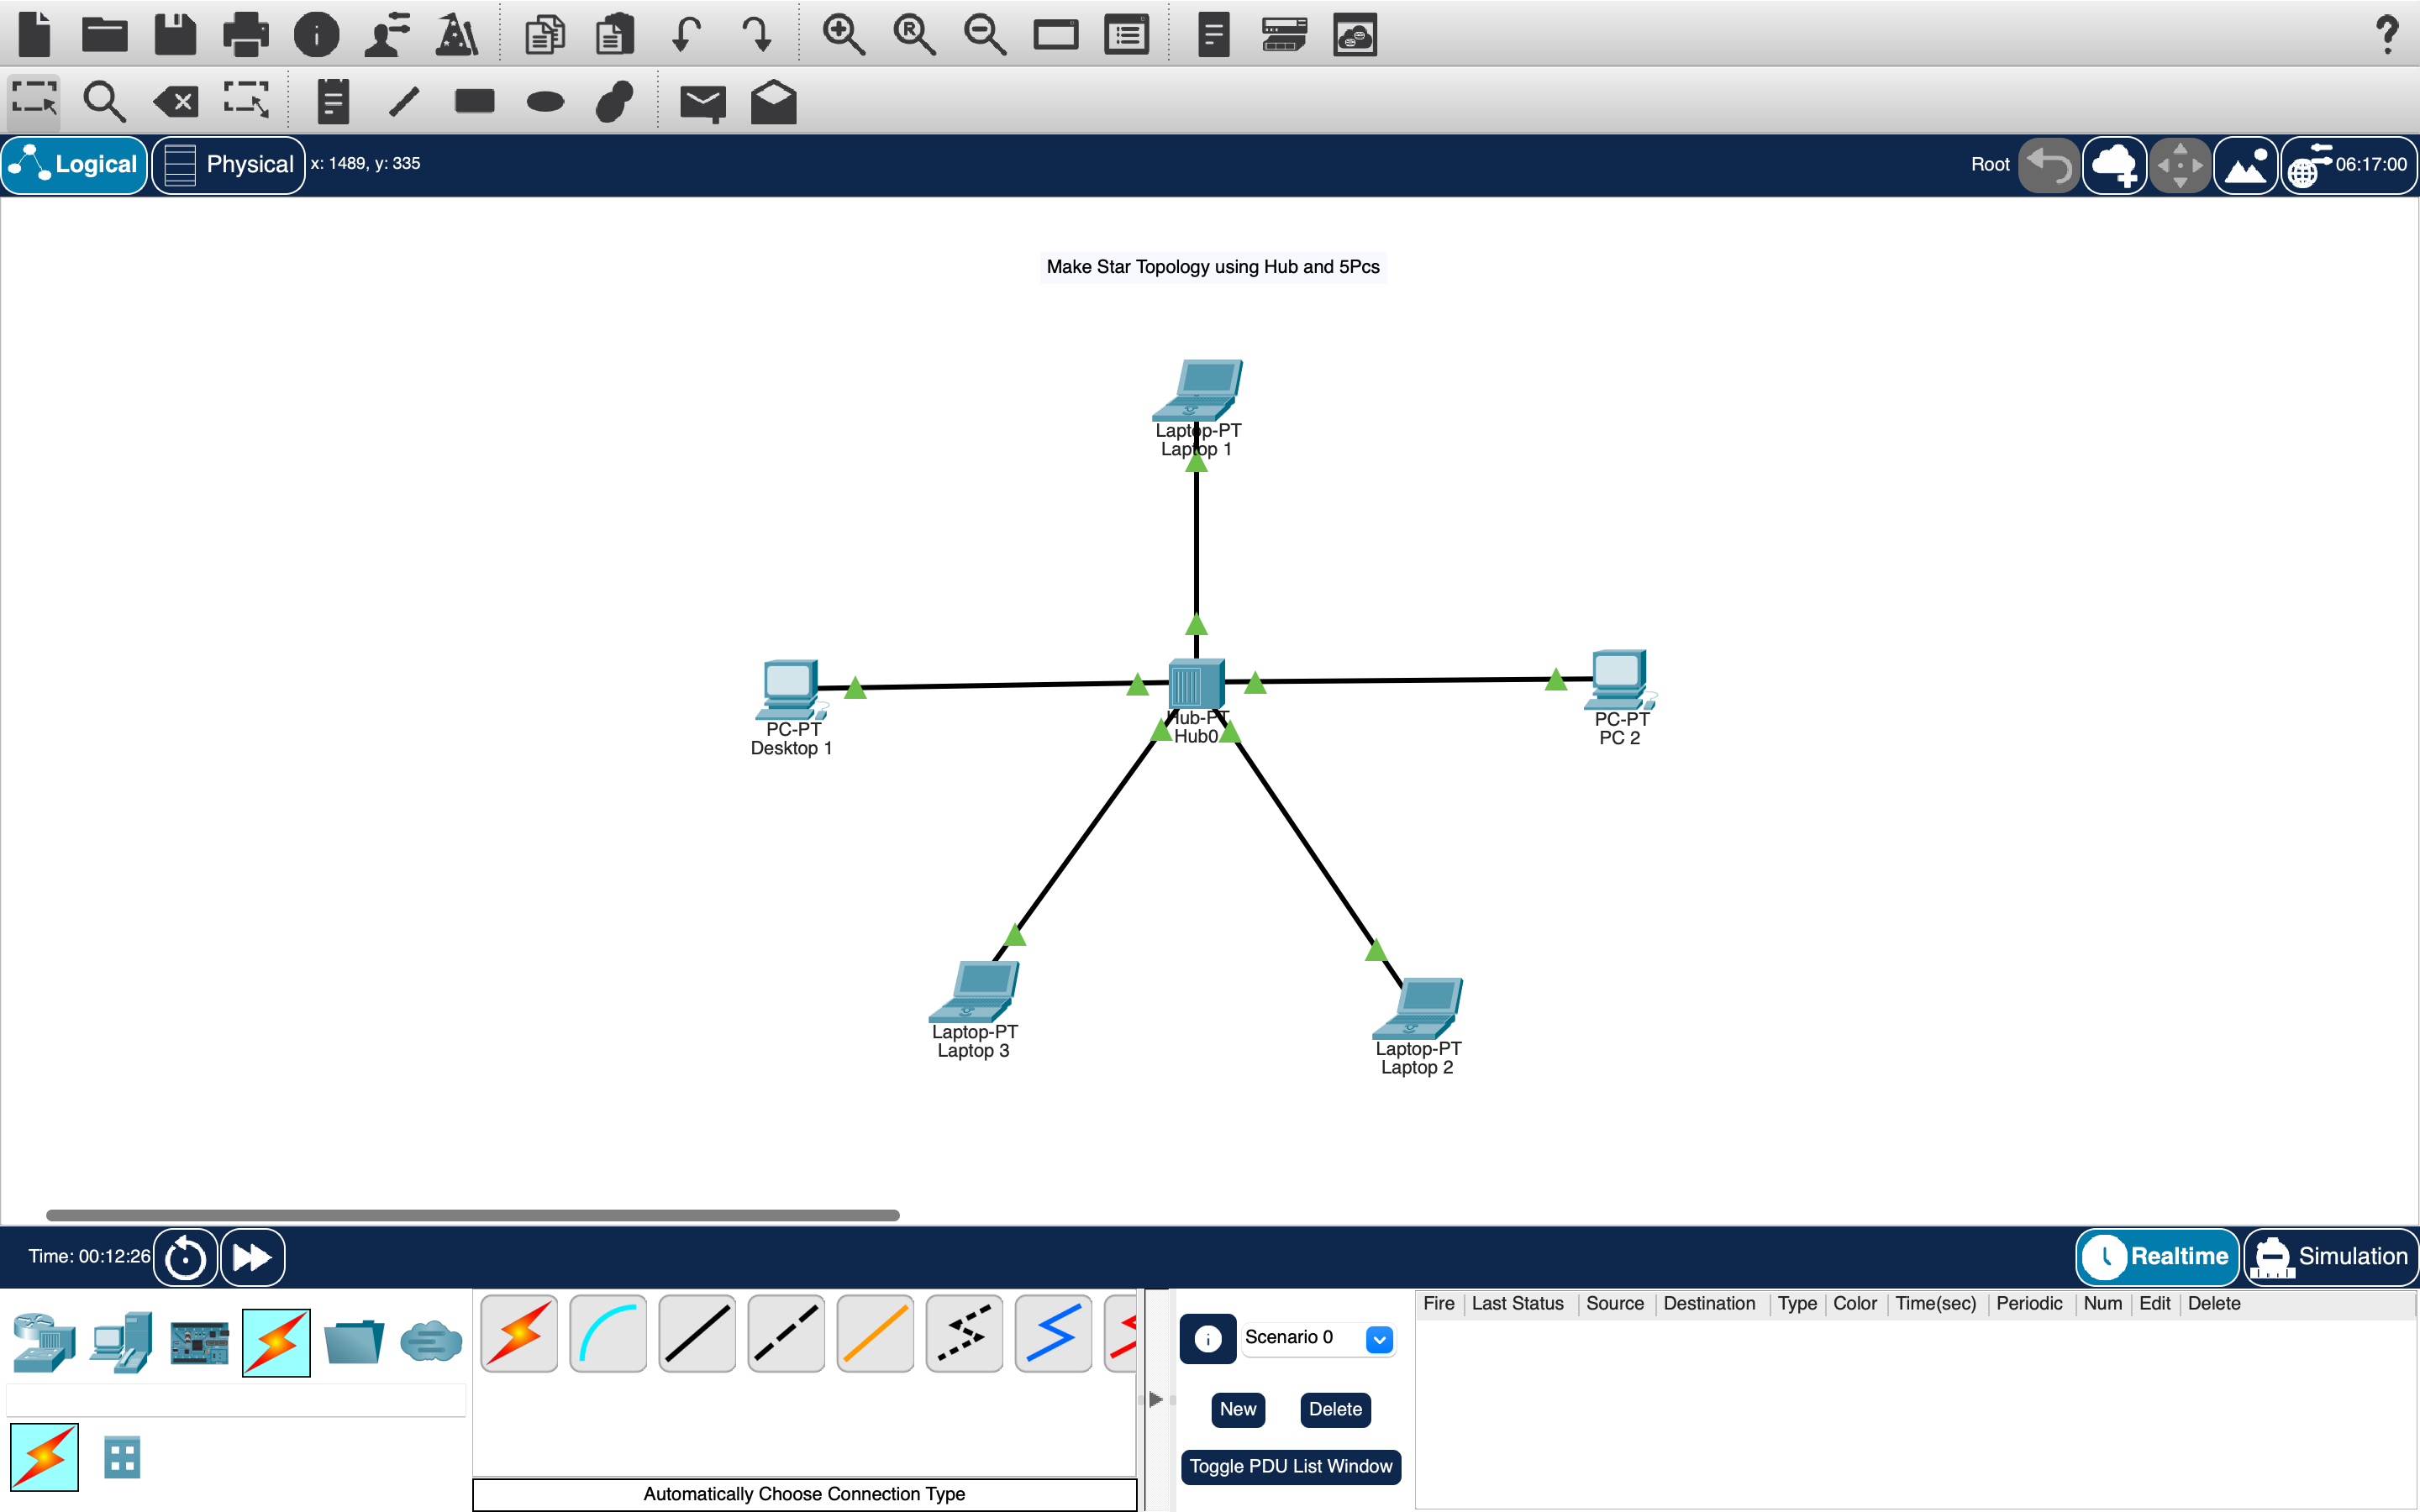 Logical
Physical
x: 1489, y: 335
Root
06:17:00
Make Star Topology using Hub and 5Pcs
Laptop-PT
Laptop 1
PC-PT
Desktop 1
Hub-PT
Hub0
PC-PT
PC 2
Laptop-PT
Laptop 3
Laptop-PT
Laptop 2
Time: 00:12:26
Realtime
Simulation
Scenario 0
New
Delete
Toggle PDU List Window
Fire Last Status Source Destination Type Color Time(sec) Periodic Num Edit Delete
Automatically Choose Connection Type